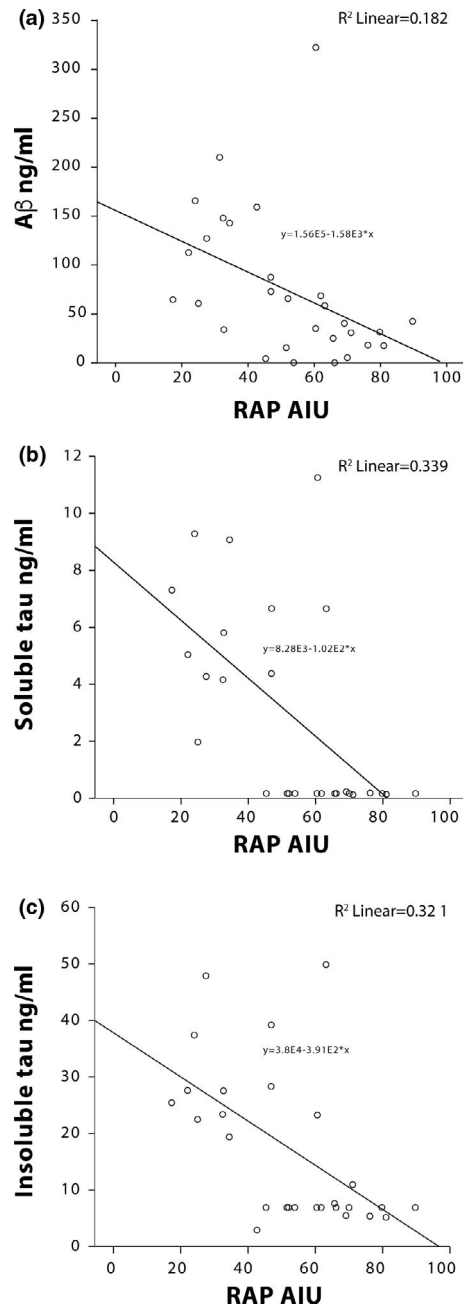 (a)
R² Linear=0.182
350
300
250
200
150
100
50
0
Aβ ng/ml
y=1.56E5-1.58E3*x
0 20 40 60 80 100
RAP AIU
(b)
R² Linear=0.339
12
10
8
6
4
2
0
Soluble tau ng/ml
y=8.28E3-1.02E2*x
0 20 40 60 80 100
RAP AIU
(c)
R² Linear=0.32 1
60
50
40
30
20
10
0
Insoluble tau ng/ml
y=3.8E4-3.91E2*x
0 20 40 60 80 100
RAP AIU